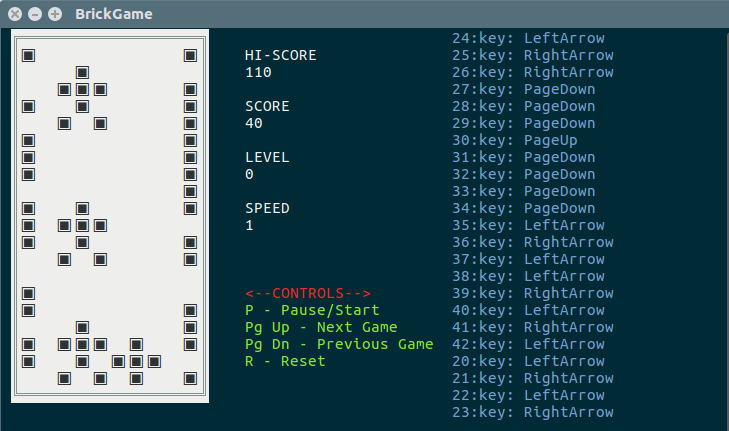 BrickGame
HI-SCORE
110
SCORE
40
LEVEL
0
SPEED
1
<--CONTROLS-->
P - Pause/Start
Pg Up - Next Game
Pg Dn - Previous Game
R - Reset
24:key: LeftArrow
25:key: RightArrow
26:key: RightArrow
27:key: PageDown
28:key: PageDown
29:key: PageDown
30:key: PageUp
31:key: PageDown
32:key: PageDown
33:key: PageDown
34:key: PageDown
35:key: LeftArrow
36:key: RightArrow
37:key: LeftArrow
38:key: LeftArrow
39:key: RightArrow
40:key: LeftArrow
41:key: RightArrow
42:key: LeftArrow
20:key: LeftArrow
21:key: RightArrow
22:key: LeftArrow
23:key: RightArrow